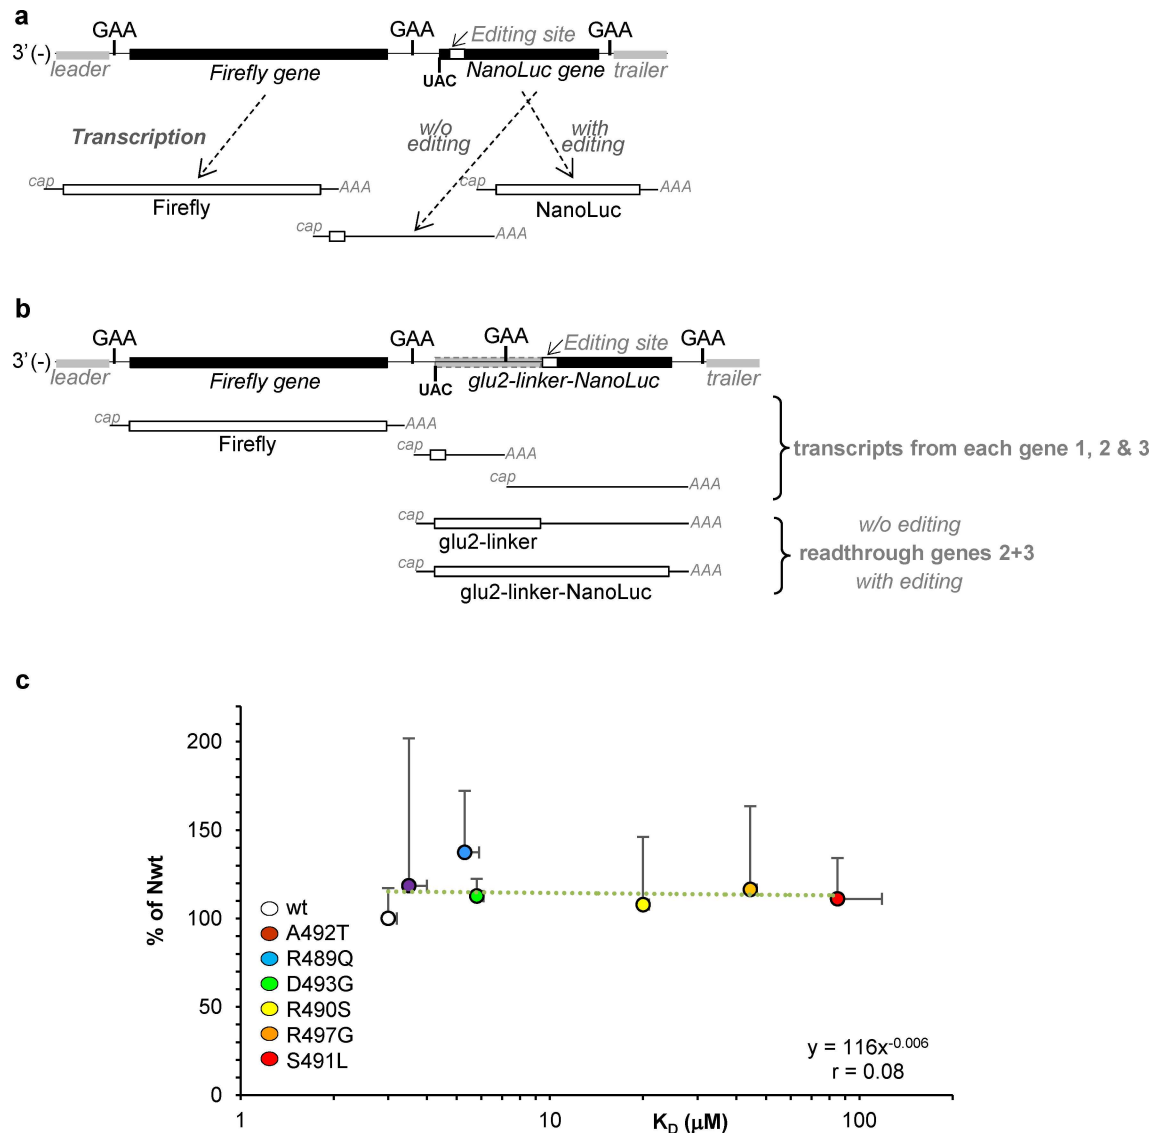 a
GAA GAA GAA
Editing site
3'(-)
leader Firefly gene UAC NanoLuc gene trailer
Transcription
w/o editing
with editing
cap AAA
Firefly
cap AAA
NanoLuc
cap AAA
b
GAA GAA GAA GAA
Editing site
3'(-)
leader Firefly gene UAC glu2-linker-NanoLuc trailer
cap AAA
Firefly
cap AAA
cap AAA
transcripts from each gene 1, 2 & 3
cap AAA
glu2-linker
cap AAA
glu2-linker-NanoLuc
w/o editing
readthrough genes 2+3
with editing
c
% of Nwt
200
150
100
50
0
wt
A492T
R489Q
D493G
R490S
R497G
S491L
y = 116x^-0.006
r = 0.08
1 10 100
K_D (µM)